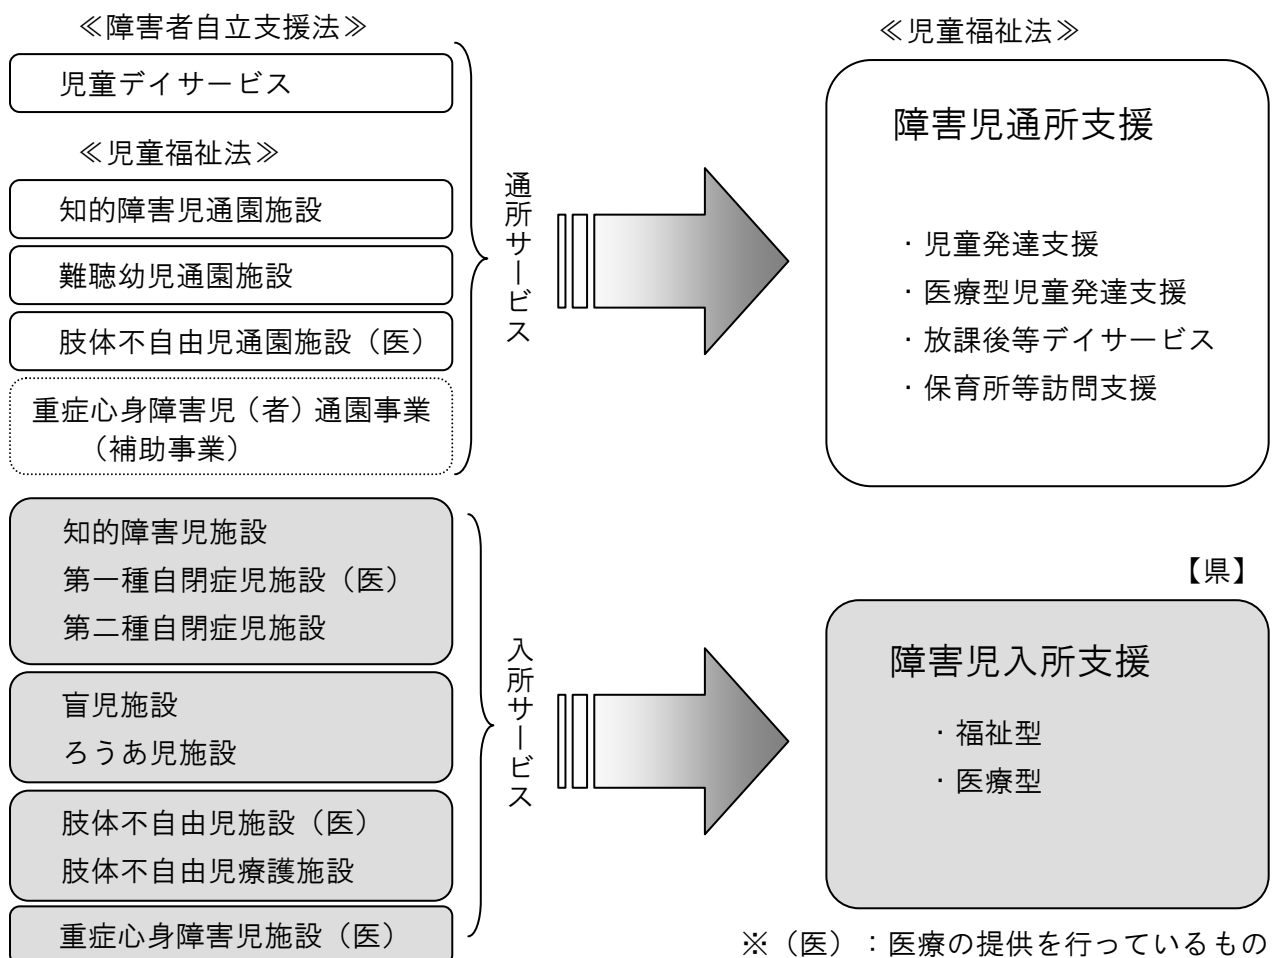 ≪障害者自立支援法≫
児童デイサービス
≪児童福祉法≫
知的障害児通園施設
難聴幼児通園施設
肢体不自由児通園施設（医）
重症心身障害児（者）通園事業
（補助事業）
通所サービス
≪児童福祉法≫
障害児通所支援
・児童発達支援
・医療型児童発達支援
・放課後等デイサービス
・保育所等訪問支援
知的障害児施設
第一種自閉症児施設（医）
第二種自閉症児施設
盲児施設
ろうあ児施設
肢体不自由児施設（医）
肢体不自由児療護施設
重症心身障害児施設（医）
入所サービス
【県】
障害児入所支援
・福祉型
・医療型
※（医）：医療の提供を行っているもの